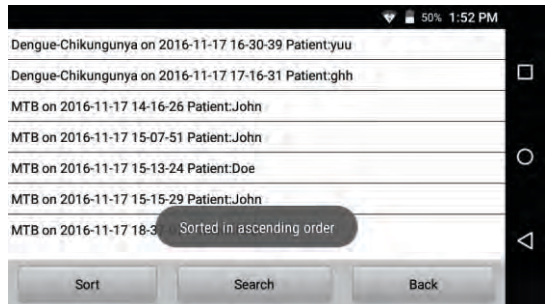 50% 1:52 PM
Dengue-Chikungunya on 2016-11-17 16-30-39 Patient:yuu
Dengue-Chikungunya on 2016-11-17 17-16-31 Patient:ghh
MTB on 2016-11-17 14-16-26 Patient:John
MTB on 2016-11-17 15-07-51 Patient:John
MTB on 2016-11-17 15-13-24 Patient:Doe
MTB on 2016-11-17 15-15-29 Patient:John
MTB on 2016-11-17
Sorted in ascending order
Sort Search Back